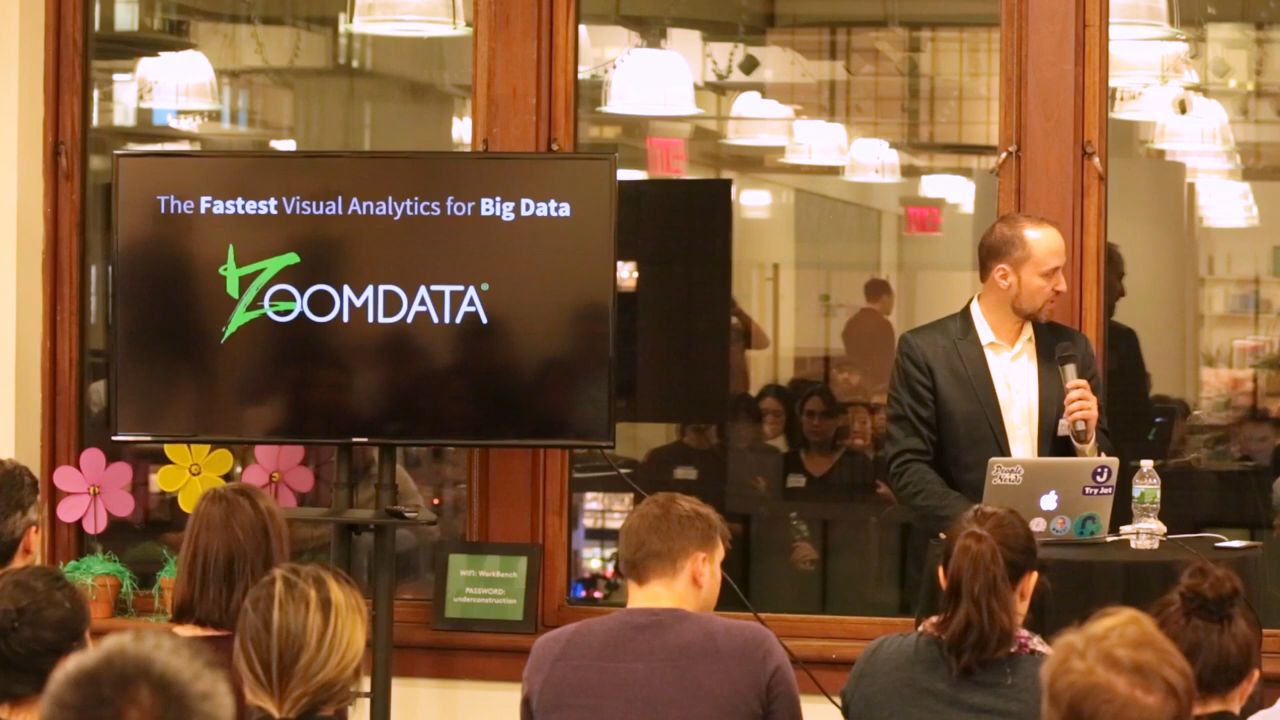 The Fastest Visual Analytics for Big Data
ZOOMDATA
WIFI: WorkBench
PASSWORD:
underconstruction
People
Nerds
J
Try Jet